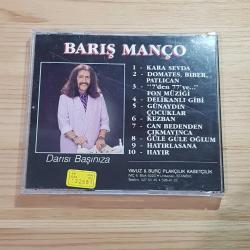 BARIŞ MANÇO
1 - KARA SEVDA
2 - DOMATES, BİBER,
PATLICAN
3 - "7'den 77'ye..."
FON MÜZİĞİ
4 - DELİKANLI GİBİ
5 - GÜNAYDIN
ÇOCUKLAR
6 - KEZBAN
7 - CAN BEDENDEN
ÇIKMAYINCA
8 - GÜLE GÜLE OĞLUM
9 - HATIRLASANA
10 - HAYIR
Darısı Başınıza
YAVUZ & BURÇ PLAKÇILIK KASETÇİLİK